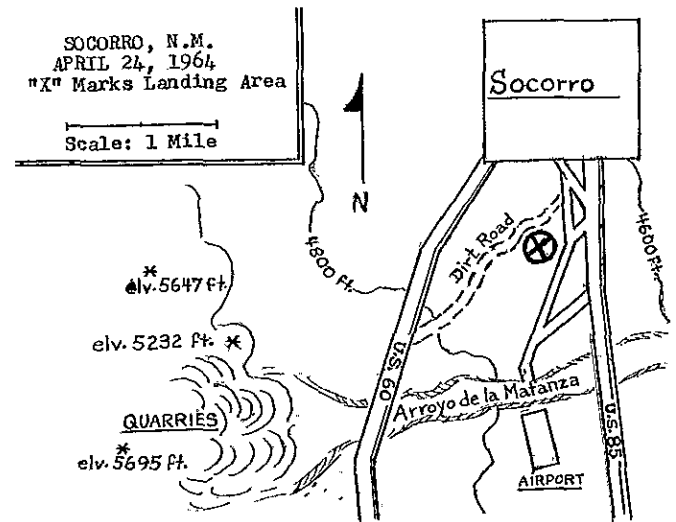 SOCORRO, N.M.
APRIL 24, 1964
"X" Marks Landing Area
Scale: 1 Mile
Socorro
N
Dirt Road
4800 ft.
4600 Ft.
elv. 5647 ft.
elv. 5232 ft.
U.S. 60
Arroyo de la Matanza
QUARRIES
U.S. 85
elv. 5695 ft.
AIRPORT